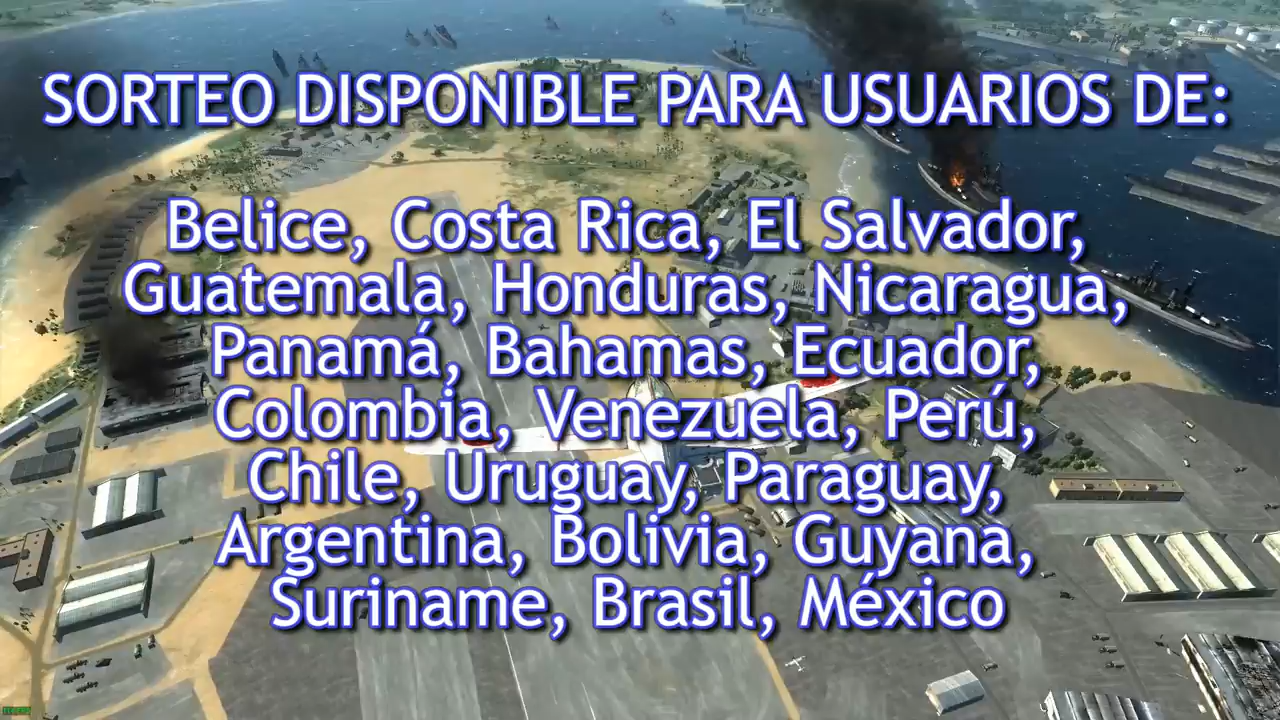 SORTEO DISPONIBLE PARA USUARIOS DE:
Belice, Costa Rica, El Salvador,
Guatemala, Honduras, Nicaragua,
Panamá, Bahamas, Ecuador,
Colombia, Venezuela, Perú,
Chile, Uruguay, Paraguay,
Argentina, Bolivia, Guyana,
Suriname, Brasil, México